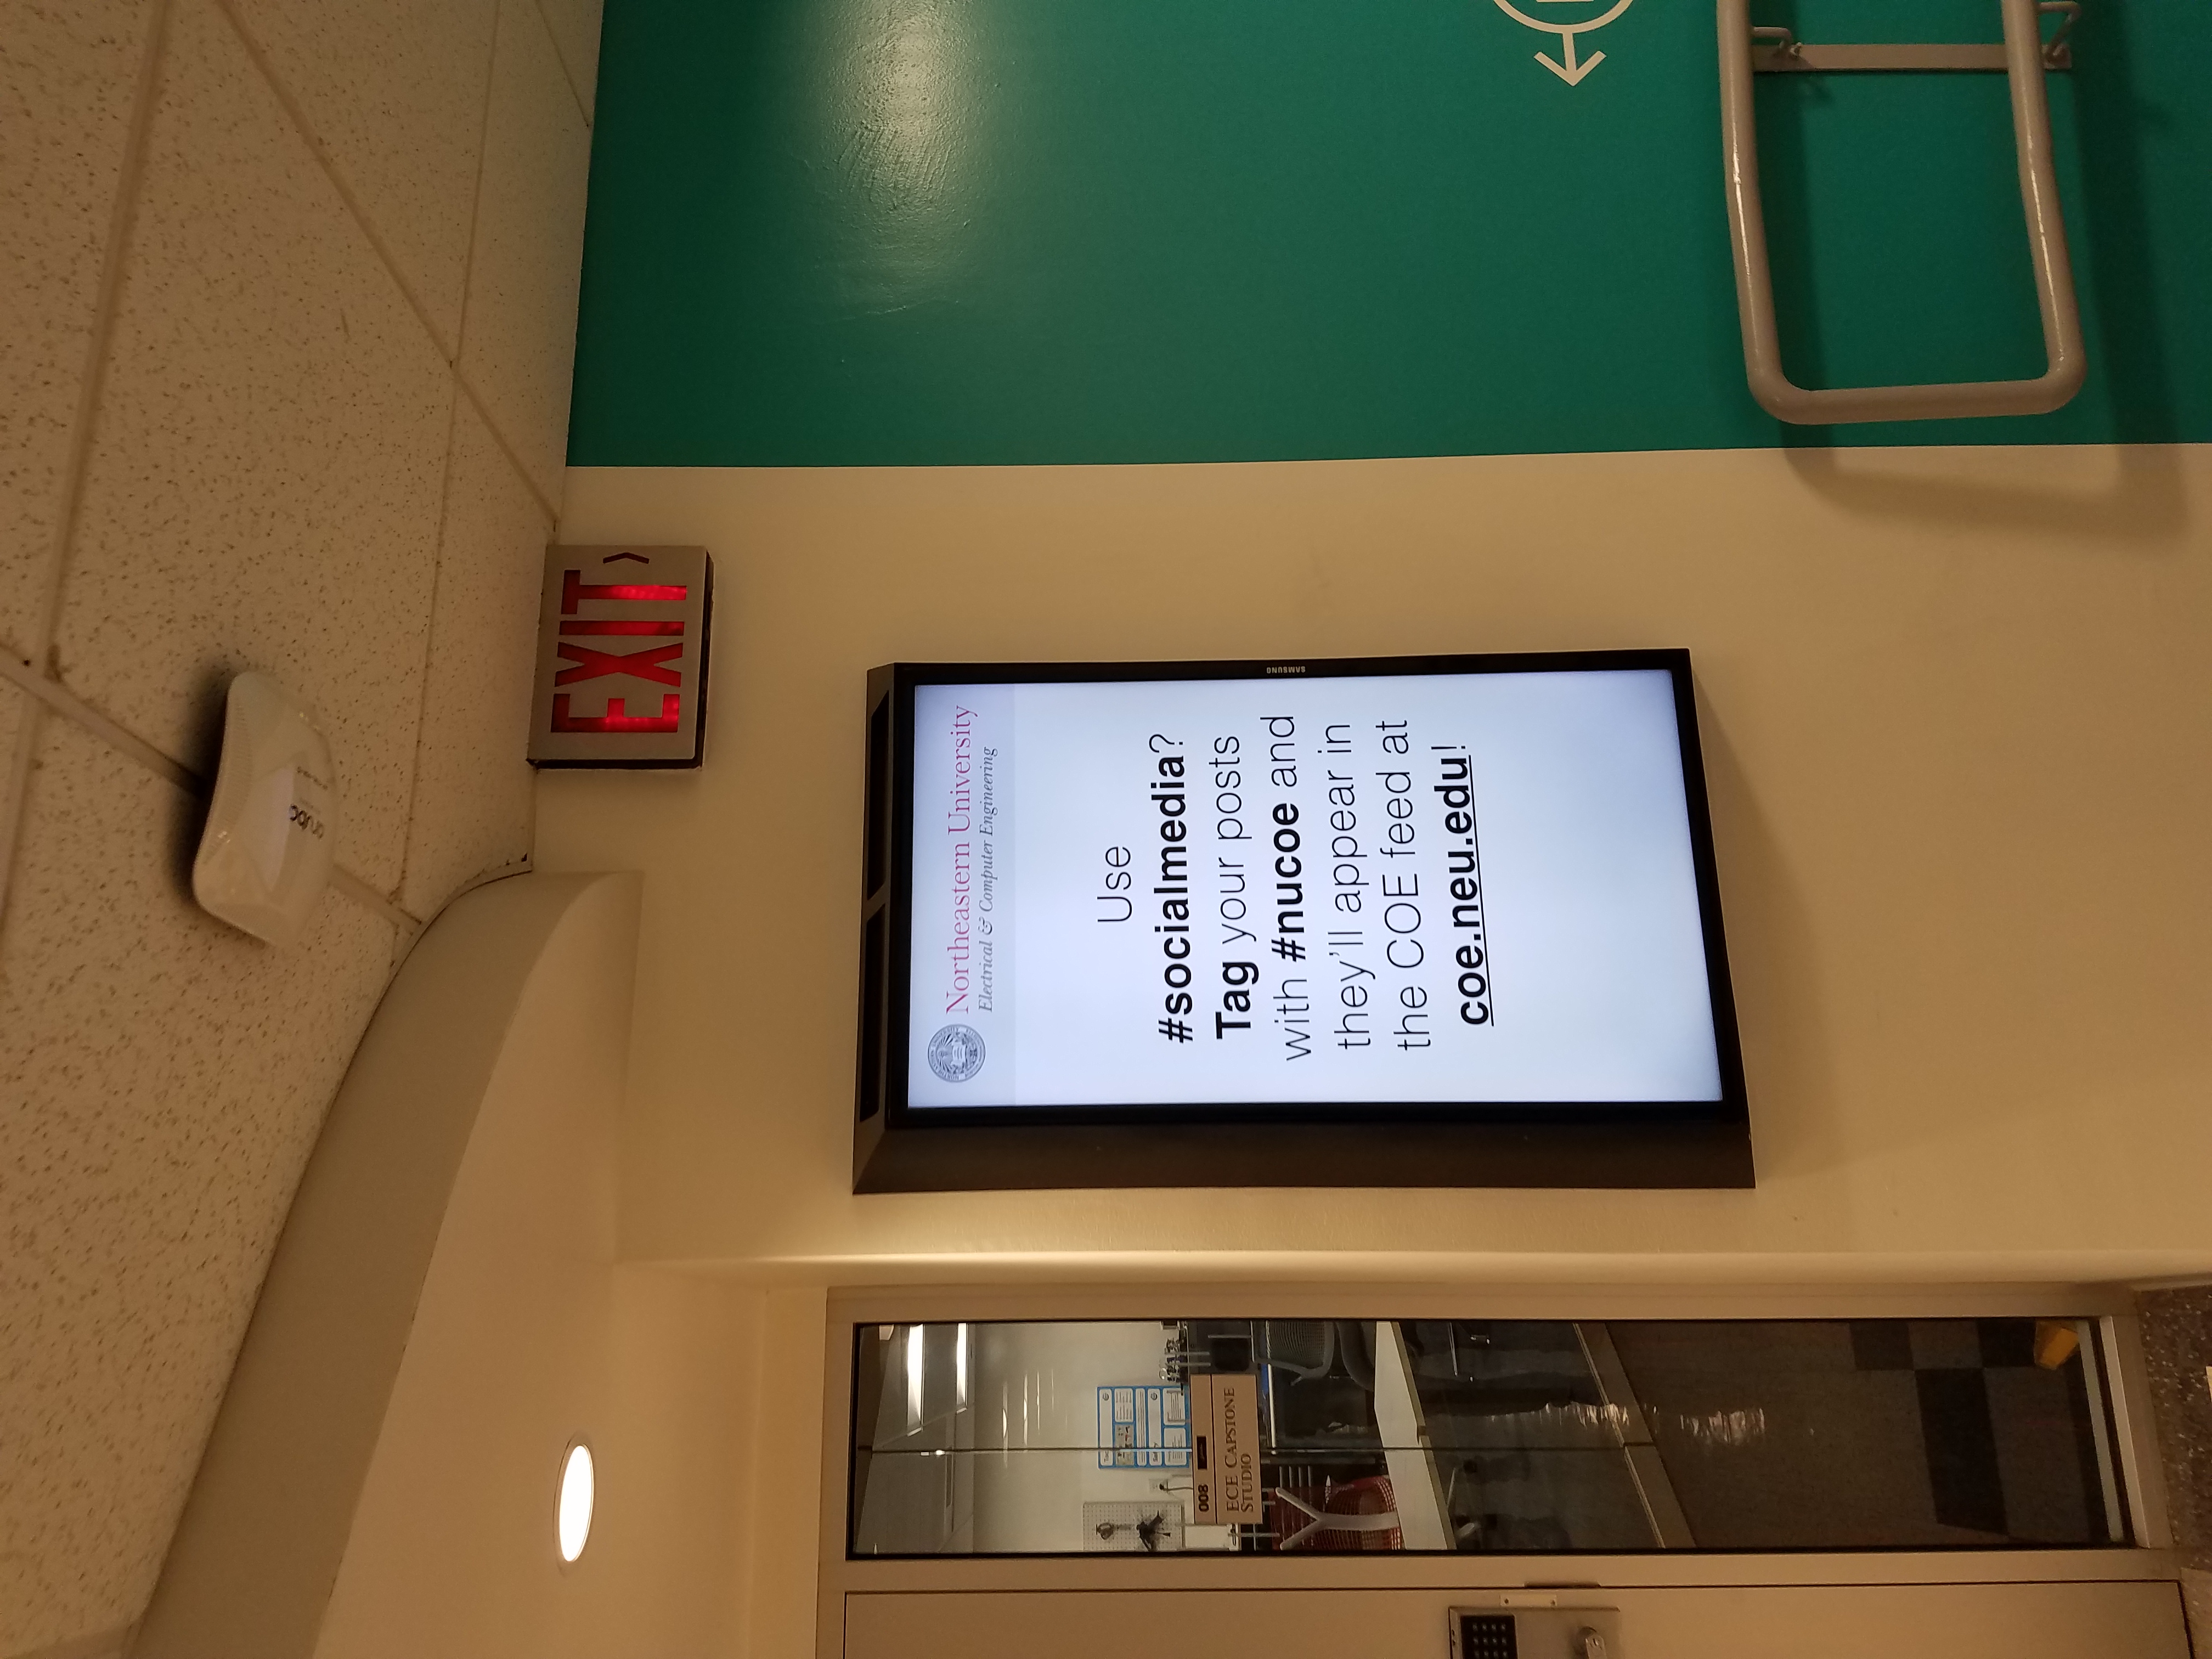 aruba
EXIT
Northeastern University
Electrical & Computer Engineering
Use
#socialmedia?
Tag your posts
with #nucoe and
they'll appear in
the COE feed at
coe.neu.edu!
SAMSUNG
008
ECE CAPSTONE
STUDIO